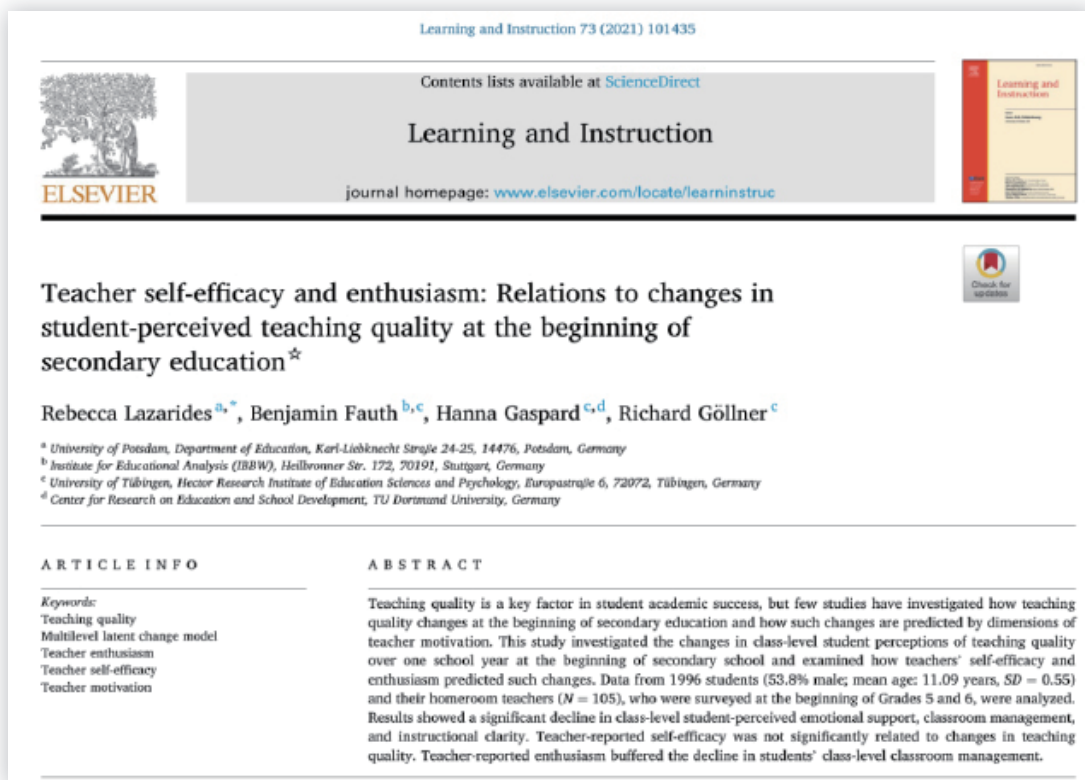 Learning and Instruction 73 (2021) 101435
Contents lists available at ScienceDirect
Learning and Instruction
journal homepage: www.elsevier.com/locate/learninstruc
ELSEVIER
Learning and
Instruction
Check for
updates
Teacher self-efficacy and enthusiasm: Relations to changes in
student-perceived teaching quality at the beginning of
secondary education☆
Rebecca Lazarides a,*, Benjamin Fauth b,c, Hanna Gaspard c,d, Richard Göllner c
a University of Potsdam, Department of Education, Karl-Liebknecht Straße 24-25, 14476, Potsdam, Germany
b Institute for Educational Analysis (IBBW), Heilbronner Str. 172, 70191, Stuttgart, Germany
c University of Tübingen, Hector Research Institute of Education Sciences and Psychology, Europastraße 6, 72072, Tübingen, Germany
d Center for Research on Education and School Development, TU Dortmund University, Germany
ARTICLE INFO
Keywords:
Teaching quality
Multilevel latent change model
Teacher enthusiasm
Teacher self-efficacy
Teacher motivation
ABSTRACT
Teaching quality is a key factor in student academic success, but few studies have investigated how teaching
quality changes at the beginning of secondary education and how such changes are predicted by dimensions of
teacher motivation. This study investigated the changes in class-level student perceptions of teaching quality
over one school year at the beginning of secondary school and examined how teachers' self-efficacy and
enthusiasm predicted such changes. Data from 1996 students (53.8% male; mean age: 11.09 years, SD = 0.55)
and their homeroom teachers (N = 105), who were surveyed at the beginning of Grades 5 and 6, were analyzed.
Results showed a significant decline in class-level student-perceived emotional support, classroom management,
and instructional clarity. Teacher-reported self-efficacy was not significantly related to changes in teaching
quality. Teacher-reported enthusiasm buffered the decline in students' class-level classroom management.